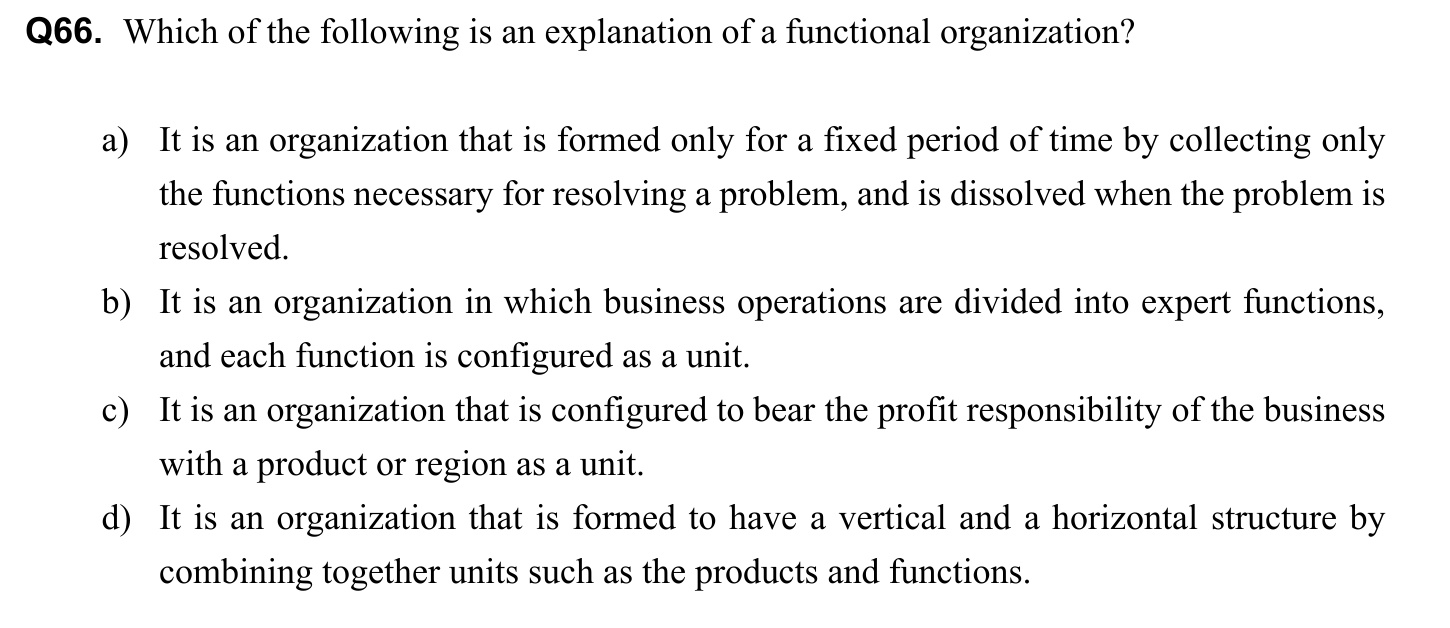 Q66. Which of the following is an explanation of a functional organization?
a) It is an organization that is formed only for a fixed period of time by collecting only
the functions necessary for resolving a problem, and is dissolved when the problem is
resolved.
b) It is an organization in which business operations are divided into expert functions,
and each function is configured as a unit.
c) It is an organization that is configured to bear the profit responsibility of the business
with a product or region as a unit.
d) It is an organization that is formed to have a vertical and a horizontal structure by
combining together units such as the products and functions.